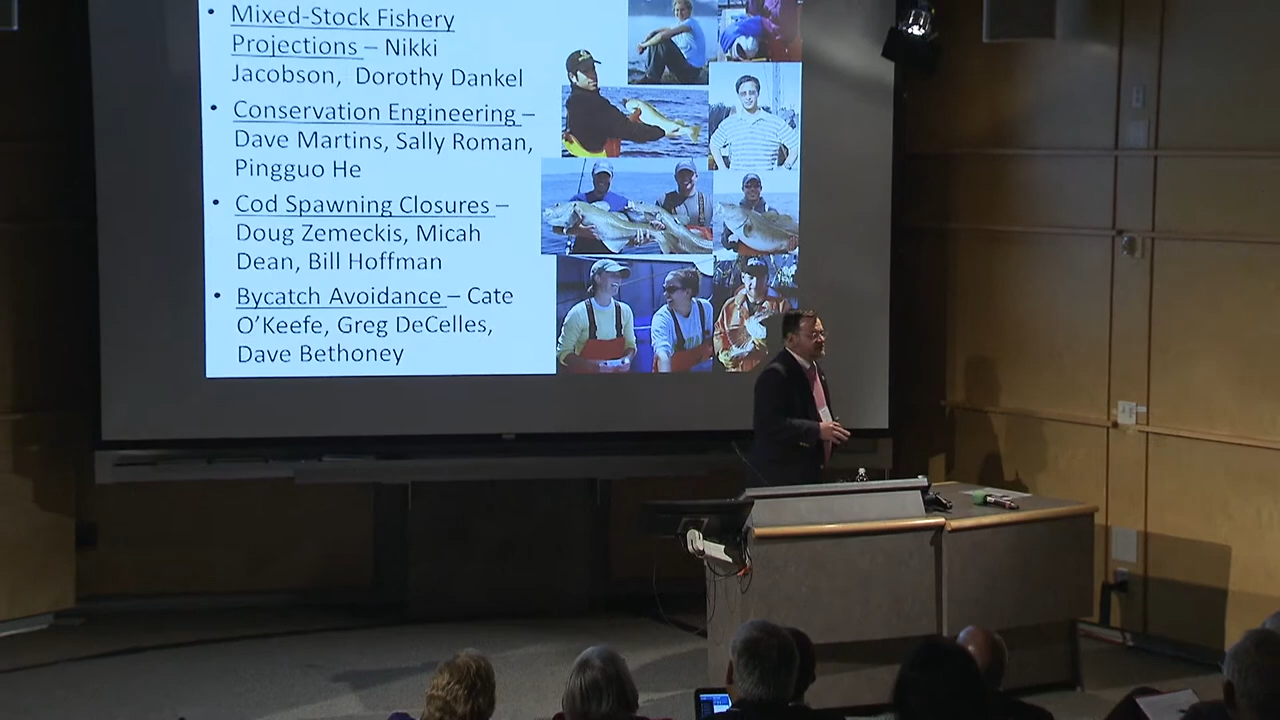 • Mixed-Stock Fishery
Projections – Nikki
Jacobson, Dorothy Dankel
• Conservation Engineering –
Dave Martins, Sally Roman,
Pingguo He
• Cod Spawning Closures –
Doug Zemeckis, Micah
Dean, Bill Hoffman
• Bycatch Avoidance – Cate
O’Keefe, Greg DeCelles,
Dave Bethoney